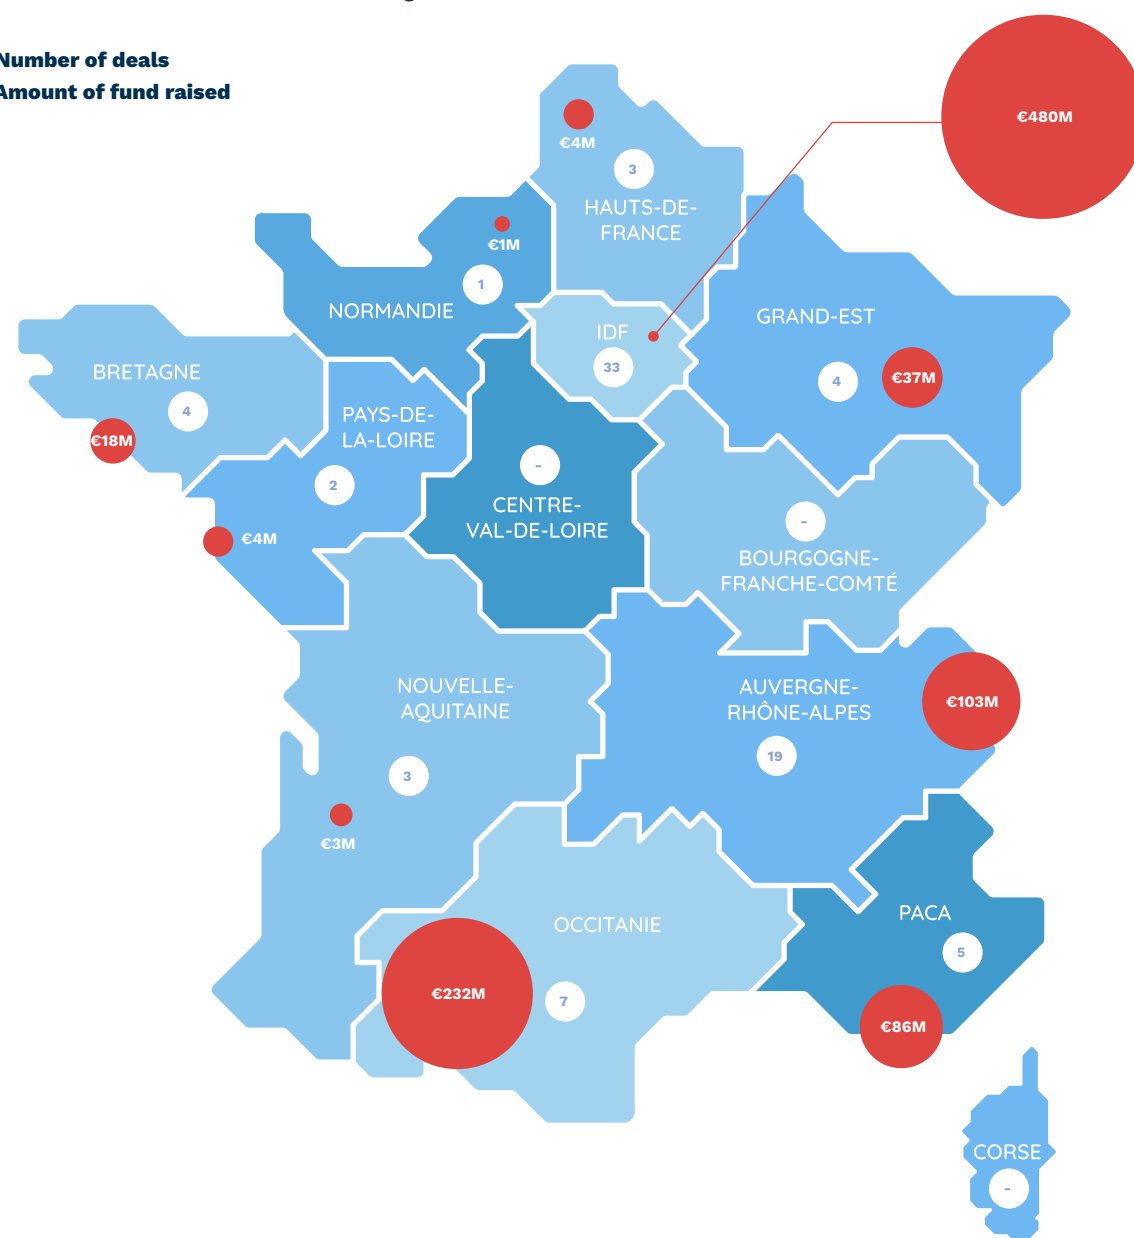 Number of deals
Amount of fund raised
€480M
€4M
3
HAUTS-DE-
FRANCE
€1M
1
NORMANDIE
IDF
33
GRAND-EST
4
€37M
BRETAGNE
4
€18M
PAYS-DE-
LA-LOIRE
2
€4M
-
CENTRE-
VAL-DE-LOIRE
-
BOURGOGNE-
FRANCHE-COMTÉ
NOUVELLE-
AQUITAINE
3
€3M
AUVERGNE-
RHÔNE-ALPES
19
€103M
OCCITANIE
€232M
7
PACA
5
€86M
CORSE
-